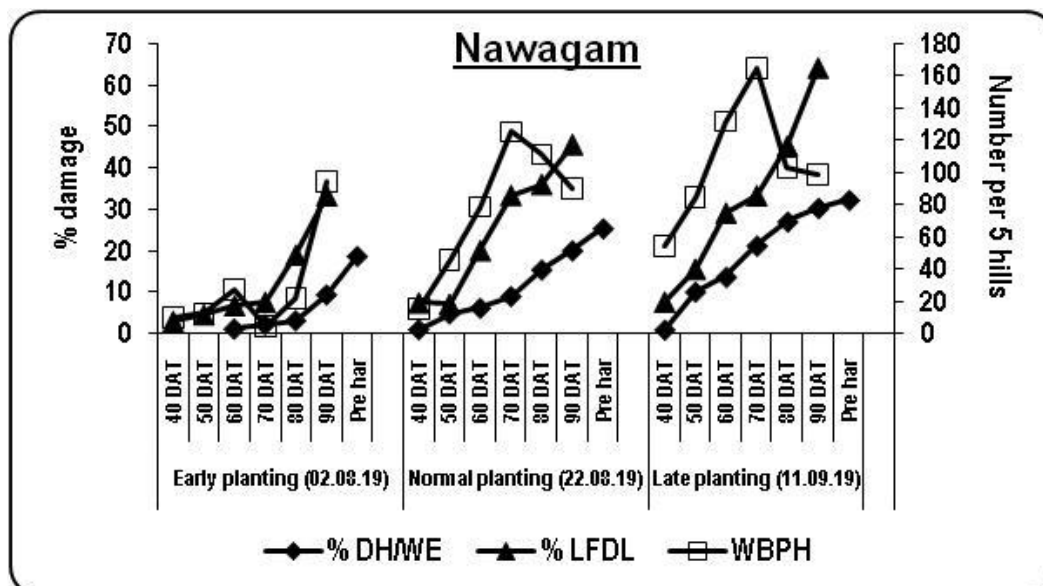 Nawagam
% damage
70
60
50
40
30
20
10
0
Number per 5 hills
180
160
140
120
100
80
60
40
20
0
40 DAT
50 DAT
60 DAT
70 DAT
80 DAT
90 DAT
Pre har
40 DAT
50 DAT
60 DAT
70 DAT
80 DAT
90 DAT
Pre har
40 DAT
50 DAT
60 DAT
70 DAT
80 DAT
90 DAT
Pre har
Early planting (02.08.19)
Normal planting (22.08.19)
Late planting (11.09.19)
% DH/WE
% LFDL
WBPH